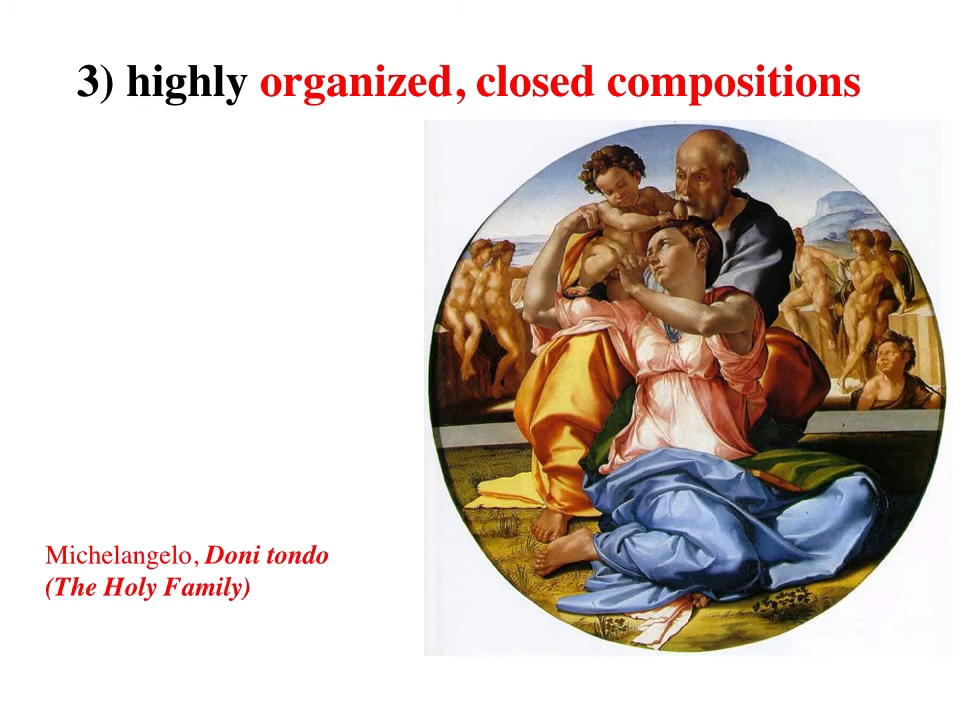 3) highly organized, closed compositions
Michelangelo, Doni tondo
(The Holy Family)